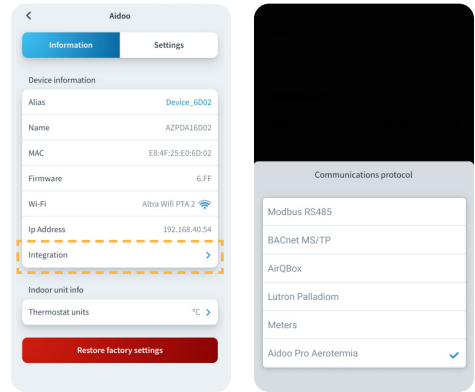 Aidoo
Information Settings
Device information
Alias Device_6D02
Name AZPDA16D02
MAC E8:4F:25:E0:6D:02
Firmware 6.FF
Wi-Fi Altra Wifi PTA 2
Ip Address 192.168.40.54
Integration
Indoor unit info
Thermostat units ºC
Restore factory settings
Communications protocol
Modbus RS485
BACnet MS/TP
AirQBox
Lutron Palladiom
Meters
Aidoo Pro Aerotermia